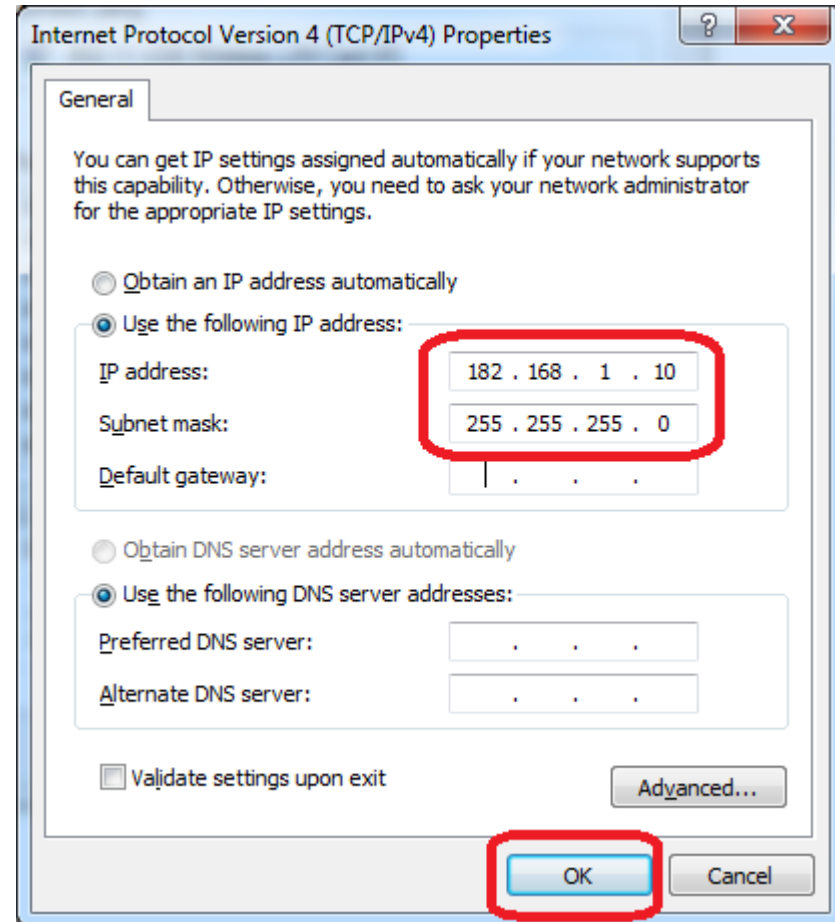 Internet Protocol Version 4 (TCP/IPv4) Properties
General
You can get IP settings assigned automatically if your network supports
this capability. Otherwise, you need to ask your network administrator
for the appropriate IP settings.
Obtain an IP address automatically
Use the following IP address:
IP address: 182 . 168 . 1 . 10
Subnet mask: 255 . 255 . 255 . 0
Default gateway: . . .
Obtain DNS server address automatically
Use the following DNS server addresses:
Preferred DNS server: . . .
Alternate DNS server: . . .
Validate settings upon exit
Advanced...
OK Cancel